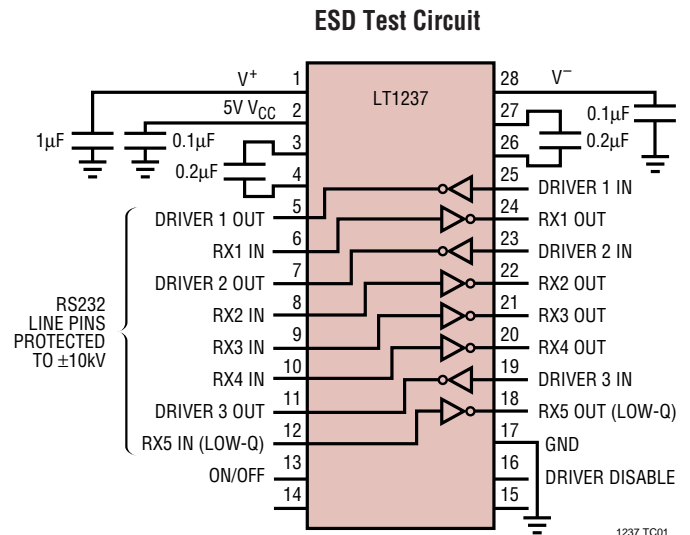 ESD Test Circuit
LT1237
V+ 1
5V VCC 2
3
4
1µF
0.1µF
0.2µF
5
DRIVER 1 OUT
6
RX1 IN
7
DRIVER 2 OUT
8
RX2 IN
9
RX3 IN
10
RX4 IN
11
DRIVER 3 OUT
12
RX5 IN (LOW-Q)
13
ON/OFF
14
RS232
LINE PINS
PROTECTED
TO ±10kV
28 V–
27
26
0.1µF
0.2µF
25
DRIVER 1 IN
24
RX1 OUT
23
DRIVER 2 IN
22
RX2 OUT
21
RX3 OUT
20
RX4 OUT
19
DRIVER 3 IN
18
RX5 OUT (LOW-Q)
17
GND
16
DRIVER DISABLE
15
1237 TC01